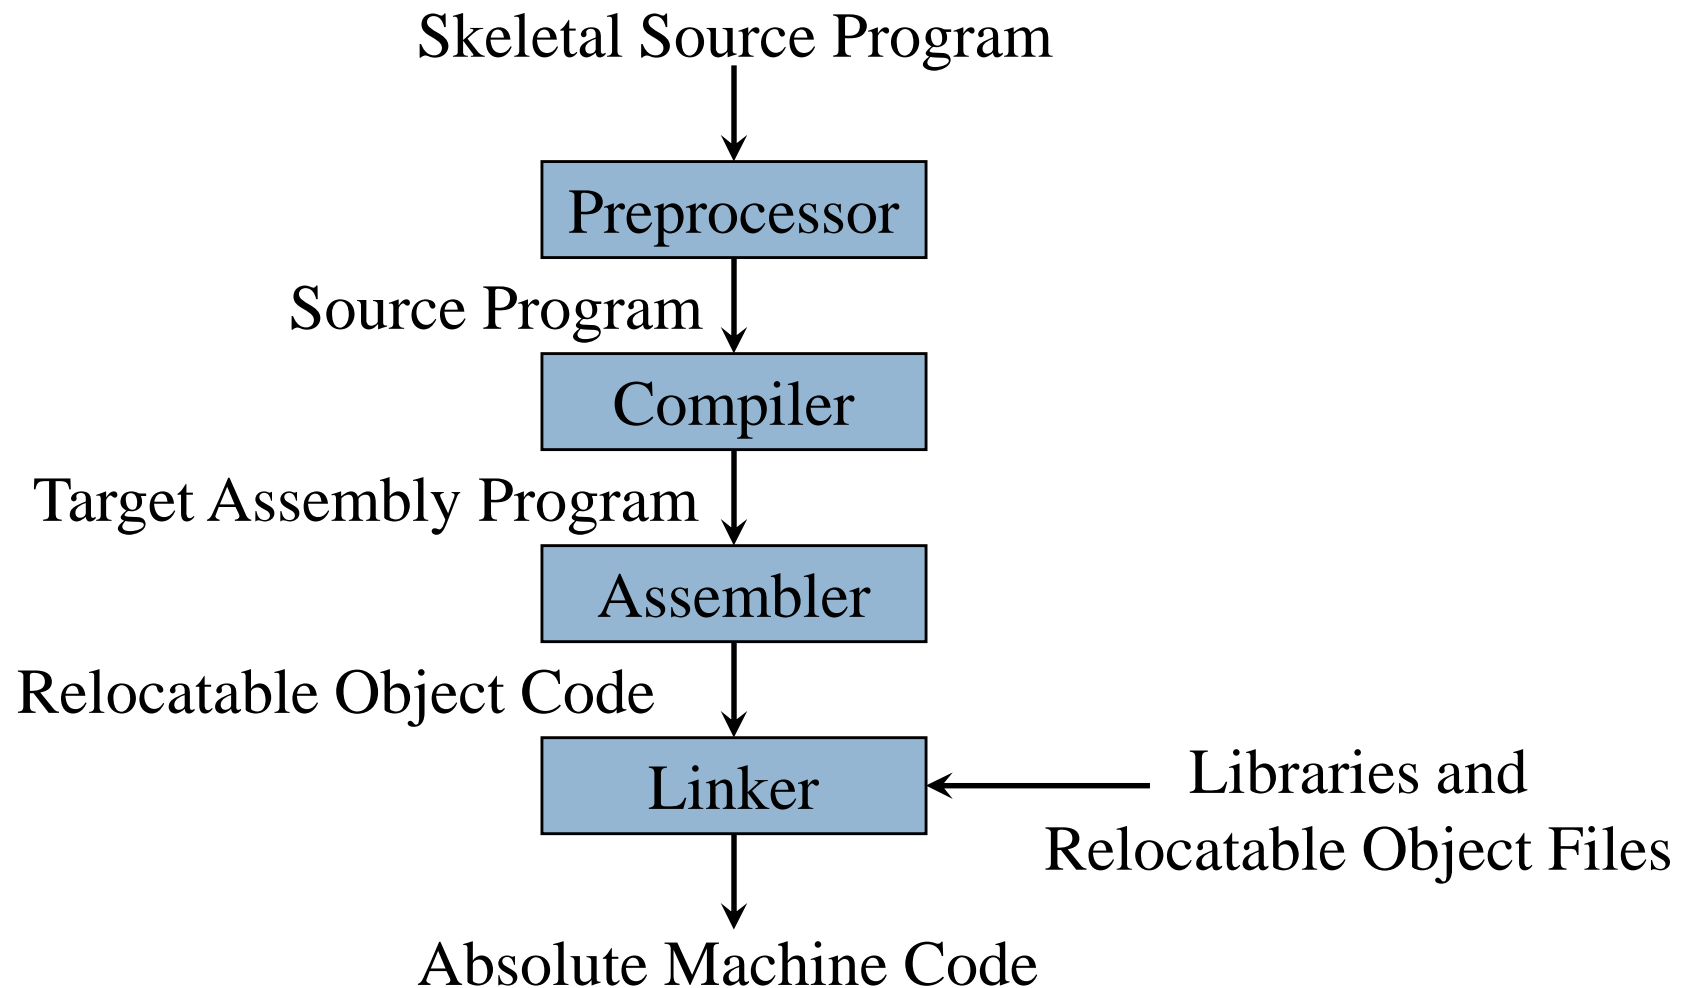 Skeletal Source Program
Preprocessor
Source Program
Compiler
Target Assembly Program
Assembler
Relocatable Object Code
Linker
Libraries and
Relocatable Object Files
Absolute Machine Code